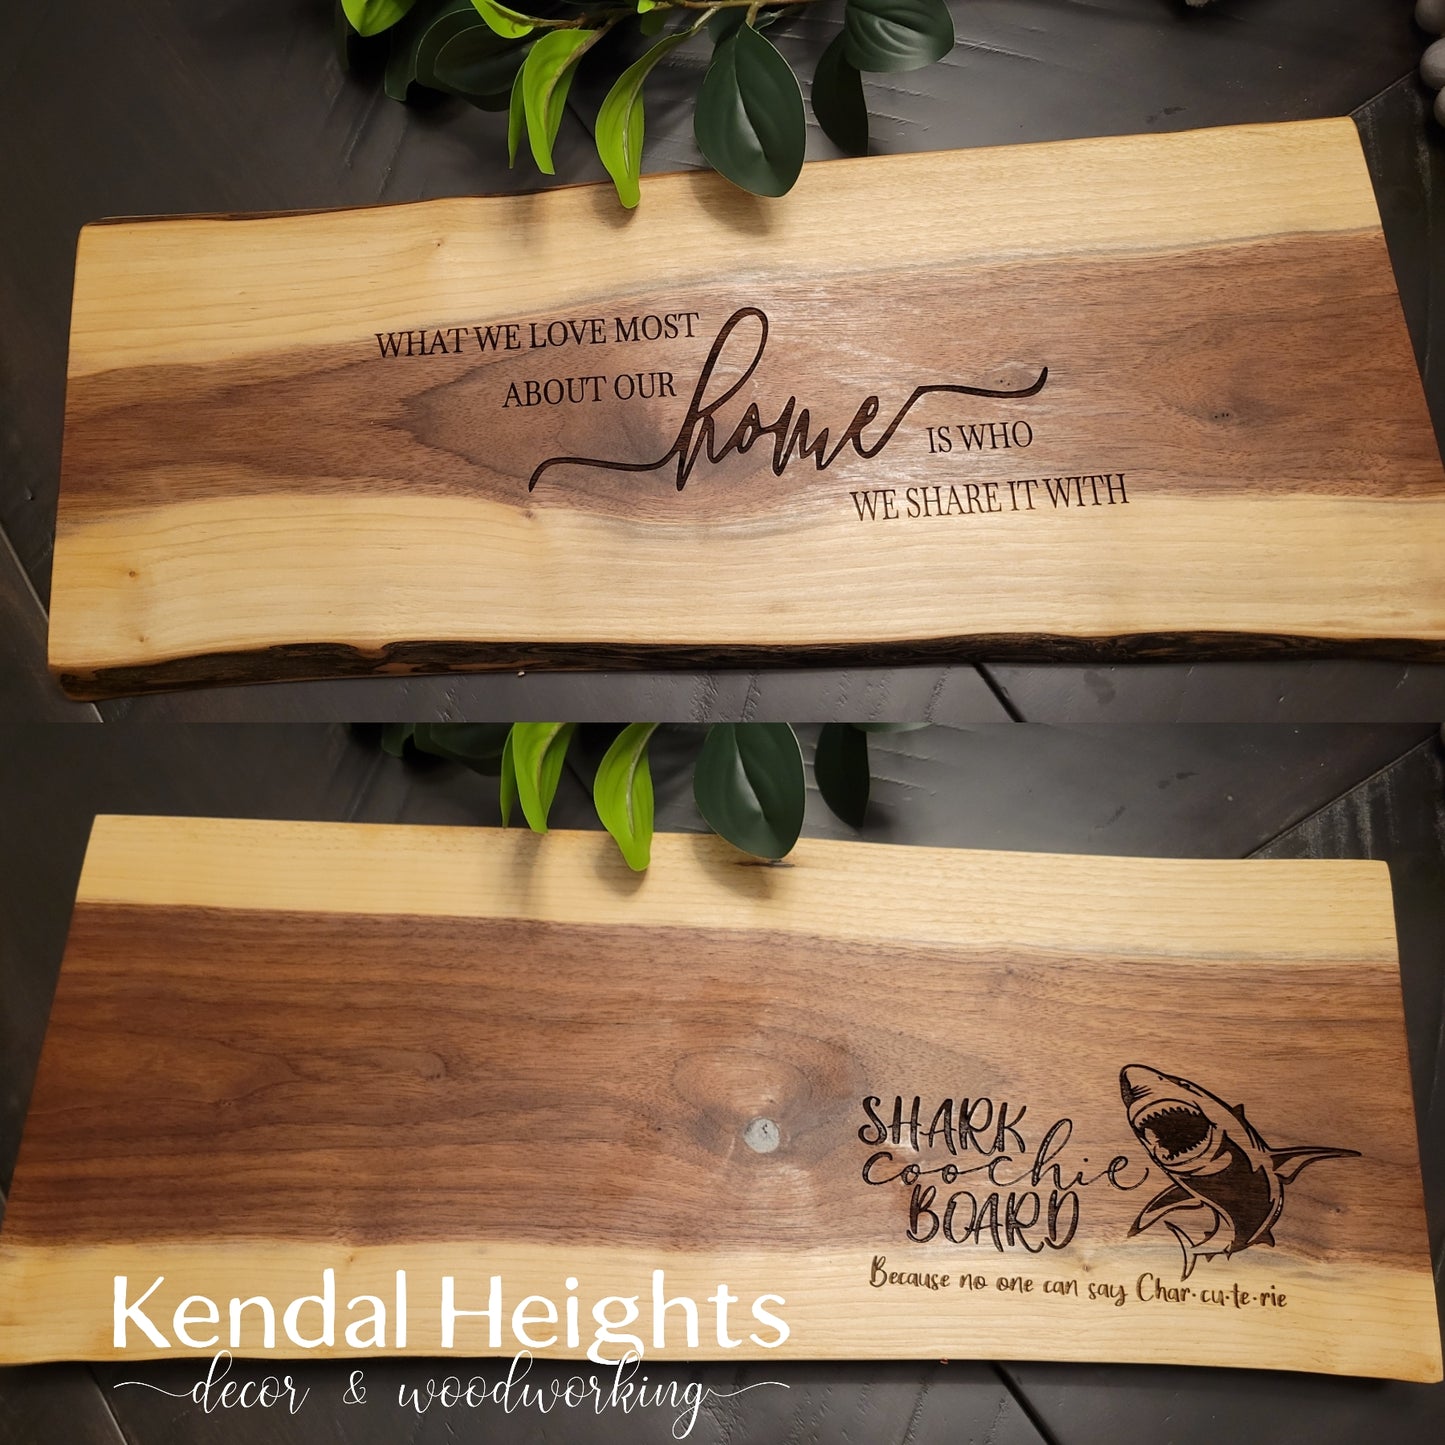 WHAT WE LOVE MOST
ABOUT OUR
home
IS WHO
WE SHARE IT WITH
SHARK
coochie
BOARD
Because no one can say Char·cu·te·rie
Kendal Heights
decor & woodworking